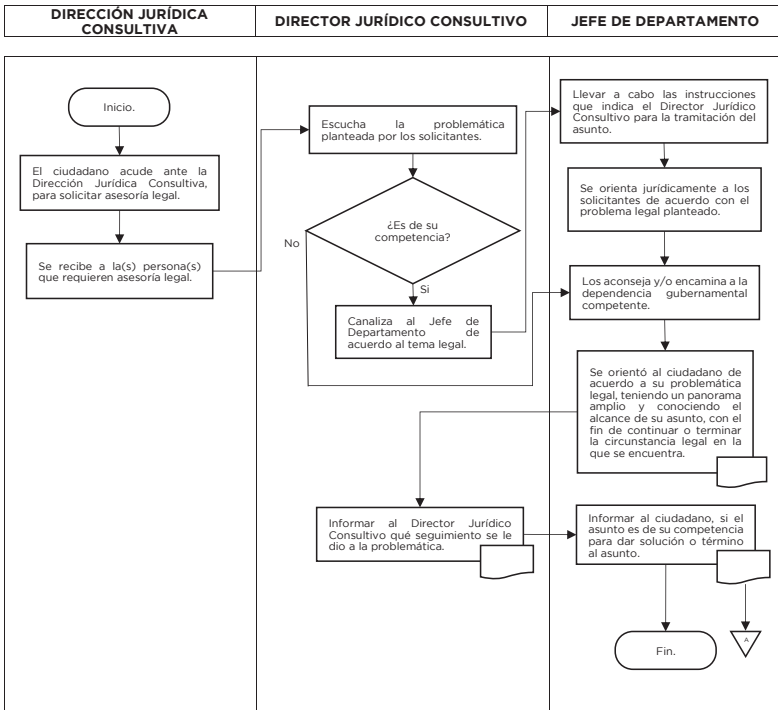 DIRECCIÓN JURÍDICA
CONSULTIVA
DIRECTOR JURÍDICO CONSULTIVO
JEFE DE DEPARTAMENTO
Inicio.
El ciudadano acude ante la
Dirección Jurídica Consultiva,
para solicitar asesoría legal.
Se recibe a la(s) persona(s)
que requieren asesoría legal.
Escucha la problemática
planteada por los solicitantes.
¿Es de su
competencia?
No
Si
Canaliza al Jefe de
Departamento de
acuerdo al tema legal.
Llevar a cabo las instrucciones
que indica el Director Jurídico
Consultivo para la tramitación del
asunto.
Se orienta jurídicamente a los
solicitantes de acuerdo con el
problema legal planteado.
Los aconseja y/o encamina a la
dependencia gubernamental
competente.
Se orientó al ciudadano de
acuerdo a su problemática
legal, teniendo un panorama
amplio y conociendo el
alcance de su asunto, con el
fin de continuar o terminar
la circunstancia legal en la
que se encuentra.
Informar al Director Jurídico
Consultivo qué seguimiento se le
dio a la problemática.
Informar al ciudadano, si el
asunto es de su competencia
para dar solución o término
al asunto.
Fin.
A